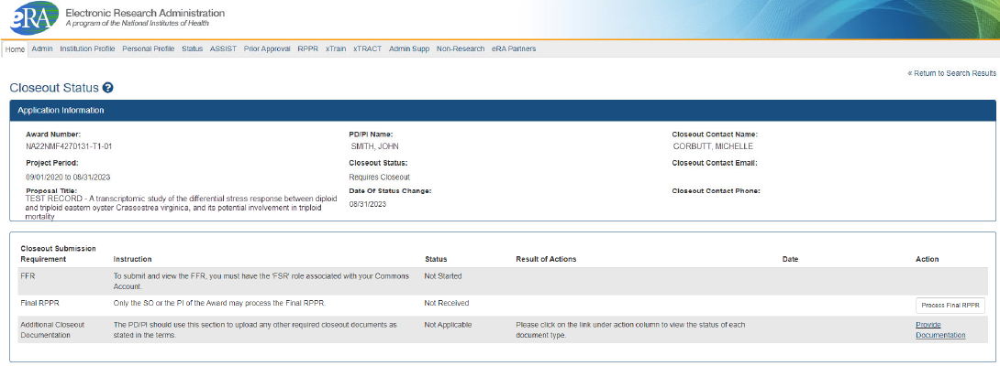 eRA
Electronic Research Administration
A program of the National Institutes of Health
Home Admin Institution Profile Personal Profile Status ASSIST Prior Approval RPPR xTrain xTRACT Admin Supp Non-Research eRA Partners
« Return to Search Results
Closeout Status ?
Application Information
Award Number: PD/PI Name: Closeout Contact Name:
NA22NMF4270131-T1-01 SMITH, JOHN CORBUTT, MICHELLE
Project Period: Closeout Status: Closeout Contact Email:
09/01/2020 to 08/31/2023 Requires Closeout
Proposal Title: Date Of Status Change: Closeout Contact Phone:
TEST RECORD - A transcriptomic study of the differential stress response between diploid
and triploid eastern oyster Crassostrea virginica, and its potential involvement in triploid
mortality
08/31/2023
Closeout Submission
Requirement Instruction Status Result of Actions Date Action
FFR To submit and view the FFR, you must have the 'FSR' role associated with your Commons
Account.
Not Started
Final RPPR Only the SO or the PI of the Award may process the Final RPPR. Not Received Process Final RPPR
Additional Closeout
Documentation
The PD/PI should use this section to upload any other required closeout documents as
stated in the terms.
Not Applicable
Please click on the link under action column to view the status of each
document type.
Provide
Documentation